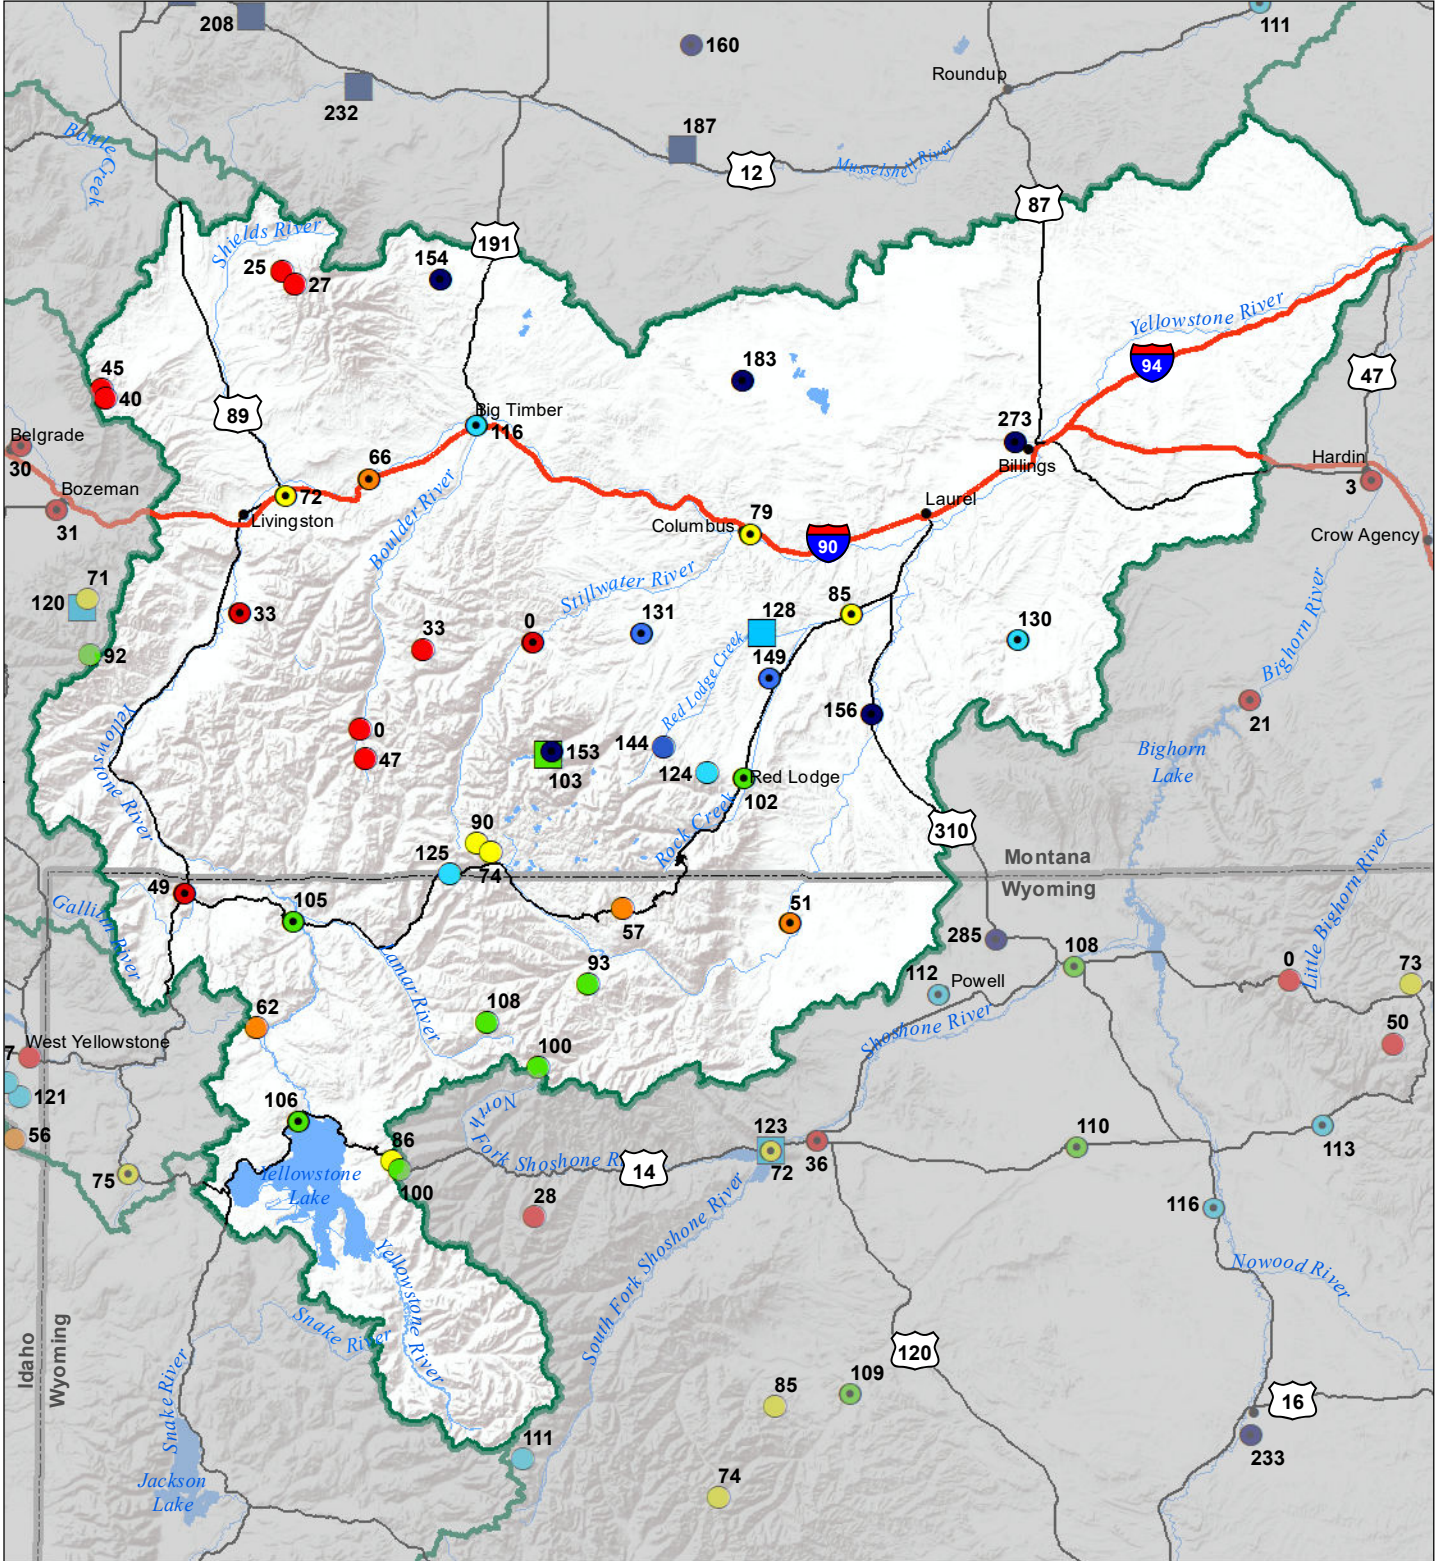 208
160
111
Roundup
232
187
12
Musselshell River
Battle Creek
87
Shields River
191
25
27
154
Yellowstone River
94
183
47
45
40
89
Big Timber
116
273
Billings
Belgrade
30
Hardin
3
66
Bozeman
31
72
Livingston
Boulder River
Laurel
Columbus
79
90
Crow Agency
71
120
33
Stillwater River
85
92
33
0
131
128
130
Bighorn River
149
Red Lodge Creek
21
156
Yellowstone River
0
47
144
153
103
124
Red Lodge
102
Bighorn
Lake
Rock Creek
310
90
74
125
Montana
Wyoming
Little Bighorn River
49
105
57
51
Gallatin River
285
108
0
73
Lamar River
93
112
Powell
Shoshone River
108
62
50
West Yellowstone
7
100
121
106
North Fork Shoshone R
56
86
100
14
123
72
36
110
113
75
Yellowstone
Lake
28
116
South Fork Shoshone River
Yellowstone River
Nowood River
Snake River
Idaho
Wyoming
120
Snake River
85
109
16
111
233
Jackson
Lake
74